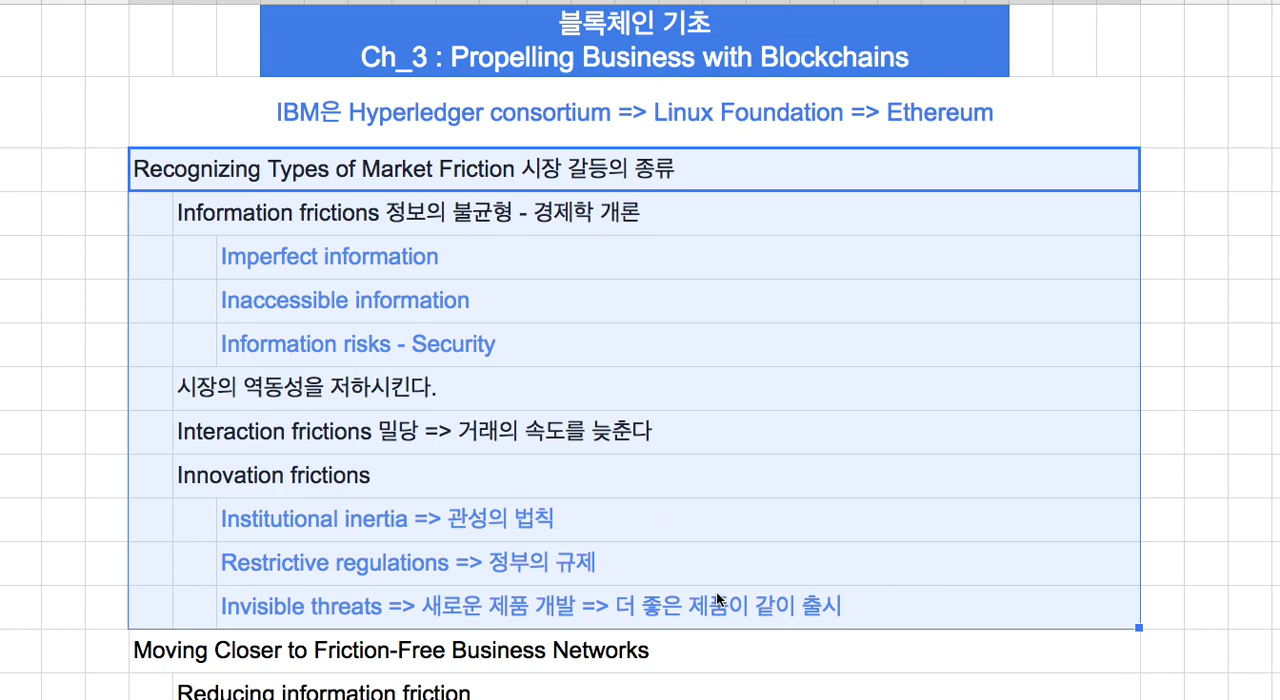 블록체인 기초
Ch_3 : Propelling Business with Blockchains
IBM은 Hyperledger consortium => Linux Foundation => Ethereum
Recognizing Types of Market Friction 시장 갈등의 종류
Information frictions 정보의 불균형 - 경제학 개론
Imperfect information
Inaccessible information
Information risks - Security
시장의 역동성을 저하시킨다.
Interaction frictions 밀당 => 거래의 속도를 늦춘다
Innovation frictions
Institutional inertia => 관성의 법칙
Restrictive regulations => 정부의 규제
Invisible threats => 새로운 제품 개발 => 더 좋은 제품이 같이 출시
Moving Closer to Friction-Free Business Networks
Reducing information friction